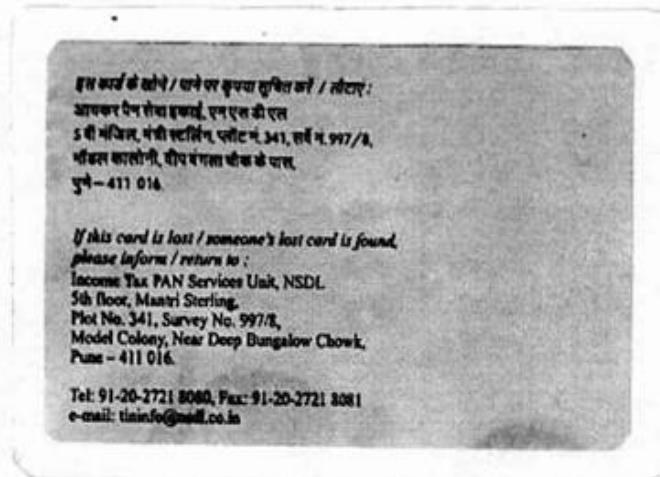 इस कार्ड के खोने / पाने पर कृपया सूचित करें / लौटाएं :
आयकर पैन सेवा इकाई, एन एस डी एल
5 वी मंजिल, मंत्री स्टर्लिंग, प्लॉट नं. 341, सर्वे नं. 997/8,
मॉडल कालोनी, दीप बंगला चौक के पास,
पुणे – 411 016.
If this card is lost / someone's lost card is found,
please inform / return to :
Income Tax PAN Services Unit, NSDL
5th floor, Mantri Sterling,
Plot No. 341, Survey No. 997/8,
Model Colony, Near Deep Bungalow Chowk,
Pune – 411 016.
Tel: 91-20-2721 8080, Fax: 91-20-2721 8081
e-mail: tininfo@nsdl.co.in